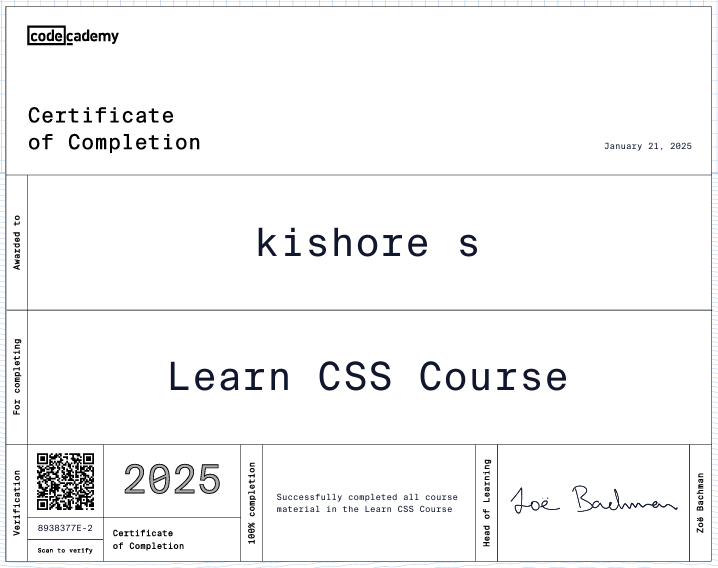 codecademy
Certificate
of Completion
January 21, 2025
Awarded to
kishore s
For completing
Learn CSS Course
Verification
8938377E-2
Scan to verify
2025
Certificate
of Completion
100% completion
Successfully completed all course
material in the Learn CSS Course
Head of Learning
Zoë Bachman
Zoë Bachman